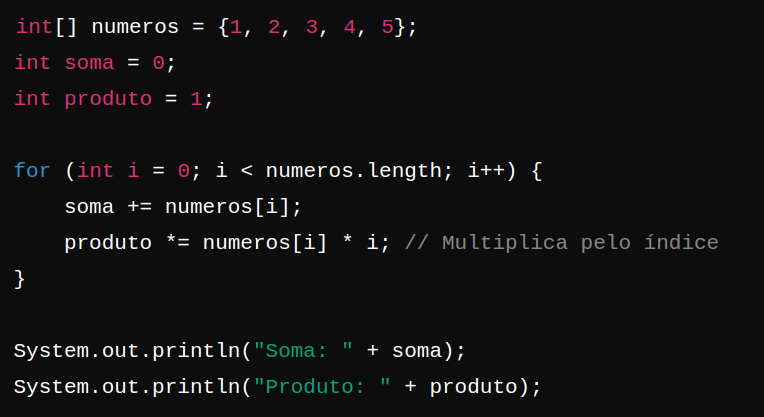 int[] numeros = {1, 2, 3, 4, 5};
int soma = 0;
int produto = 1;

for (int i = 0; i < numeros.length; i++) {
    soma += numeros[i];
    produto *= numeros[i] * i; // Multiplica pelo índice
}

System.out.println("Soma: " + soma);
System.out.println("Produto: " + produto);